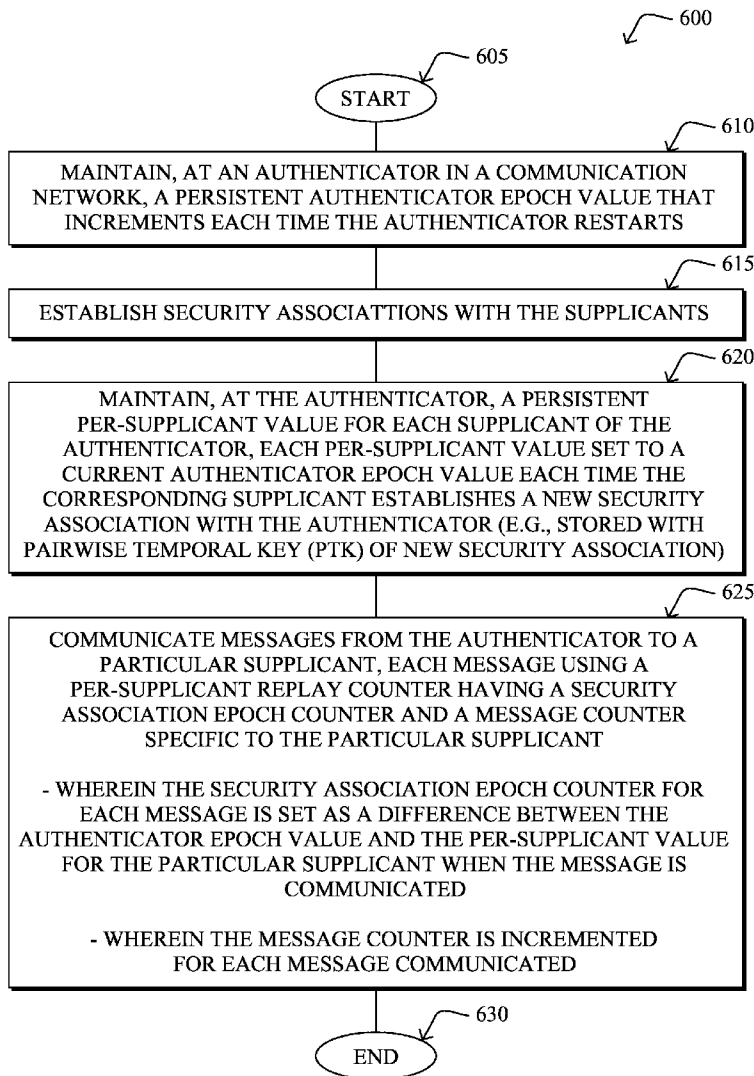 600
605
START
610
MAINTAIN, AT AN AUTHENTICATOR IN A COMMUNICATION
NETWORK, A PERSISTENT AUTHENTICATOR EPOCH VALUE THAT
INCREMENTS EACH TIME THE AUTHENTICATOR RESTARTS
615
ESTABLISH SECURITY ASSOCIATTIONS WITH THE SUPPLICANTS
620
MAINTAIN, AT THE AUTHENTICATOR, A PERSISTENT
PER-SUPPLICANT VALUE FOR EACH SUPPLICANT OF THE
AUTHENTICATOR, EACH PER-SUPPLICANT VALUE SET TO A
CURRENT AUTHENTICATOR EPOCH VALUE EACH TIME THE
CORRESPONDING SUPPLICANT ESTABLISHES A NEW SECURITY
ASSOCIATION WITH THE AUTHENTICATOR (E.G., STORED WITH
PAIRWISE TEMPORAL KEY (PTK) OF NEW SECURITY ASSOCIATION)
625
COMMUNICATE MESSAGES FROM THE AUTHENTICATOR TO A
PARTICULAR SUPPLICANT, EACH MESSAGE USING A
PER-SUPPLICANT REPLAY COUNTER HAVING A SECURITY
ASSOCIATION EPOCH COUNTER AND A MESSAGE COUNTER
SPECIFIC TO THE PARTICULAR SUPPLICANT
- WHEREIN THE SECURITY ASSOCIATION EPOCH COUNTER FOR
EACH MESSAGE IS SET AS A DIFFERENCE BETWEEN THE
AUTHENTICATOR EPOCH VALUE AND THE PER-SUPPLICANT VALUE
FOR THE PARTICULAR SUPPLICANT WHEN THE MESSAGE IS
COMMUNICATED
- WHEREIN THE MESSAGE COUNTER IS INCREMENTED
FOR EACH MESSAGE COMMUNICATED
630
END